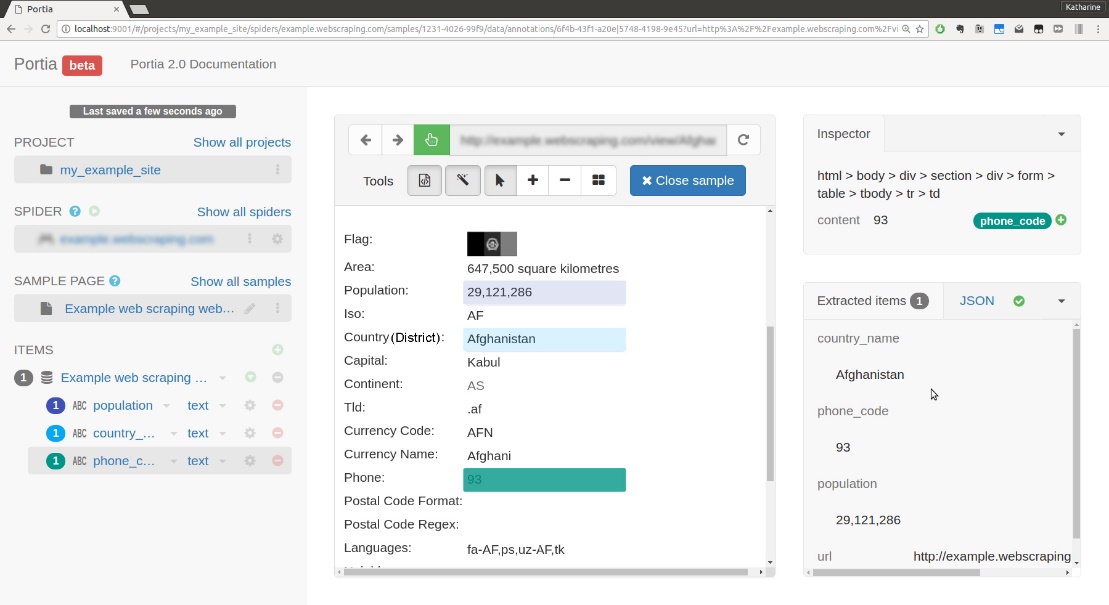 Portia
Katharine
localhost:9001/#/projects/my_example_site/spiders/example.webscraping.com/samples/1231-4026-99f9/data/annotations/6f4b-43f1-a20e|5748-4198-9e45?url=http%3A%2F%2Fexample.webscraping.com%2Fvi
Portia beta Portia 2.0 Documentation
Last saved a few seconds ago
PROJECT Show all projects
my_example_site
SPIDER Show all spiders
example.webscraping.com
SAMPLE PAGE Show all samples
Example web scraping web...
ITEMS
1 Example web scraping ...
1 ABC population text
1 ABC country_... text
1 ABC phone_c... text
Tools Close sample
Flag:
Area: 647,500 square kilometres
Population: 29,121,286
Iso: AF
Country(District): Afghanistan
Capital: Kabul
Continent: AS
Tld: .af
Currency Code: AFN
Currency Name: Afghani
Phone: 93
Postal Code Format:
Postal Code Regex:
Languages: fa-AF,ps,uz-AF,tk
Inspector
html > body > div > section > div > form >
table > tbody > tr > td
content 93 phone_code
Extracted items 1 JSON
country_name
Afghanistan
phone_code
93
population
29,121,286
url http://example.webscraping